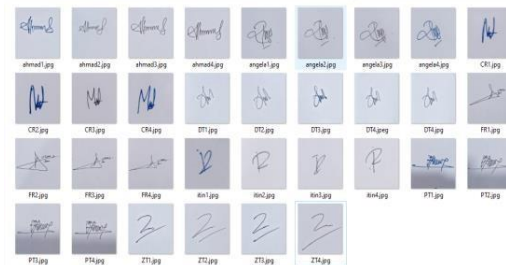 ahmad1.jpg ahmad2.jpg ahmad3.jpg ahmad4.jpg angela1.jpg angela2.jpg angela3.jpg angela4.jpg CR1.jpg
CR2.jpg CR3.jpg CR4.jpg DT1.jpg DT2.jpg DT3.jpg DT4.jpeg DT4.jpg FR1.jpg
FR2.jpg FR3.jpg FR4.jpg itin1.jpg itin2.jpg itin3.jpg itin4.jpg PT1.jpg PT2.jpg
PT3.jpg PT4.jpg ZT1.jpg ZT2.jpg ZT3.jpg ZT4.jpg